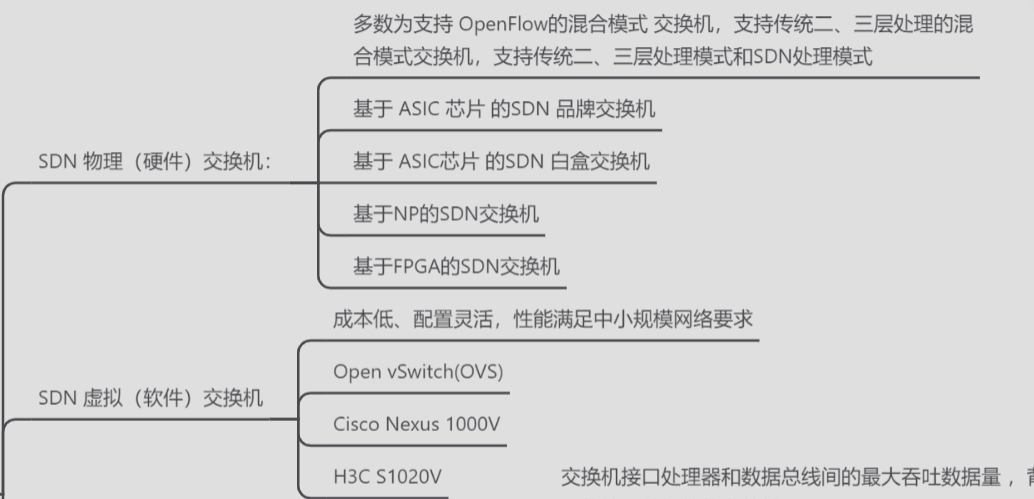 多数为支持 OpenFlow的混合模式 交换机，支持传统二、三层处理的混
合模式交换机，支持传统二、三层处理模式和SDN处理模式
基于 ASIC 芯片 的SDN 品牌交换机
SDN 物理（硬件）交换机：
基于 ASIC芯片 的SDN 白盒交换机
基于NP的SDN交换机
基于FPGA的SDN交换机
成本低、配置灵活，性能满足中小规模网络要求
Open vSwitch(OVS)
SDN 虚拟（软件）交换机
Cisco Nexus 1000V
H3C S1020V
交换机接口处理器和数据总线间的最大吞吐数据量，